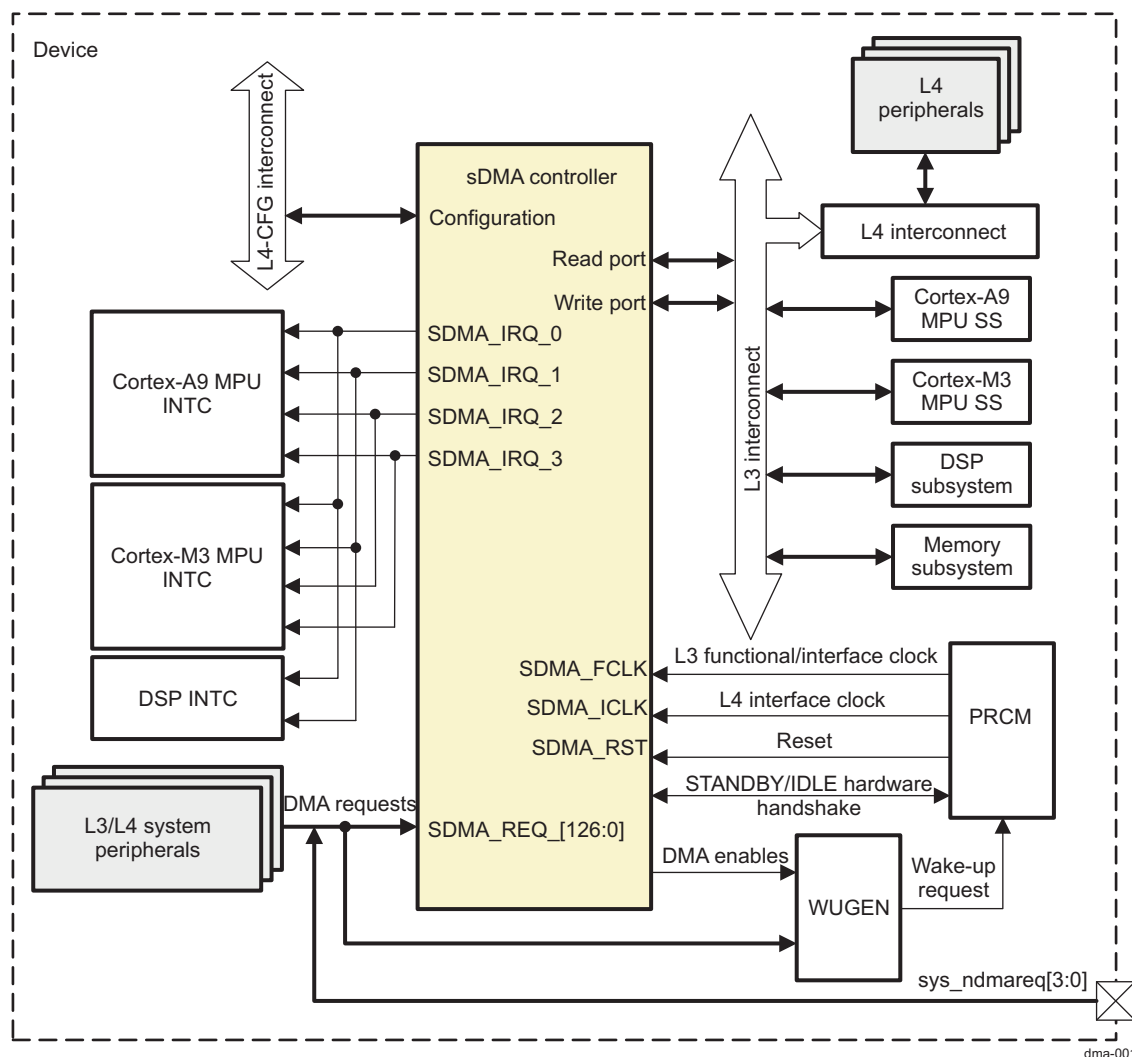 Device
L4-CFG interconnect
L4
peripherals
sDMA controller
Configuration
Read port
Write port
L4 interconnect
L3 interconnect
Cortex-A9
MPU SS
Cortex-M3
MPU SS
DSP
subsystem
Memory
subsystem
Cortex-A9 MPU
INTC
SDMA_IRQ_0
SDMA_IRQ_1
SDMA_IRQ_2
SDMA_IRQ_3
Cortex-M3 MPU
INTC
DSP INTC
SDMA_FCLK
L3 functional/interface clock
SDMA_ICLK
L4 interface clock
SDMA_RST
Reset
PRCM
STANDBY/IDLE hardware
handshake
L3/L4 system
peripherals
DMA requests
SDMA_REQ_[126:0]
DMA enables
WUGEN
Wake-up
request
sys_ndmareq[3:0]
dma-001